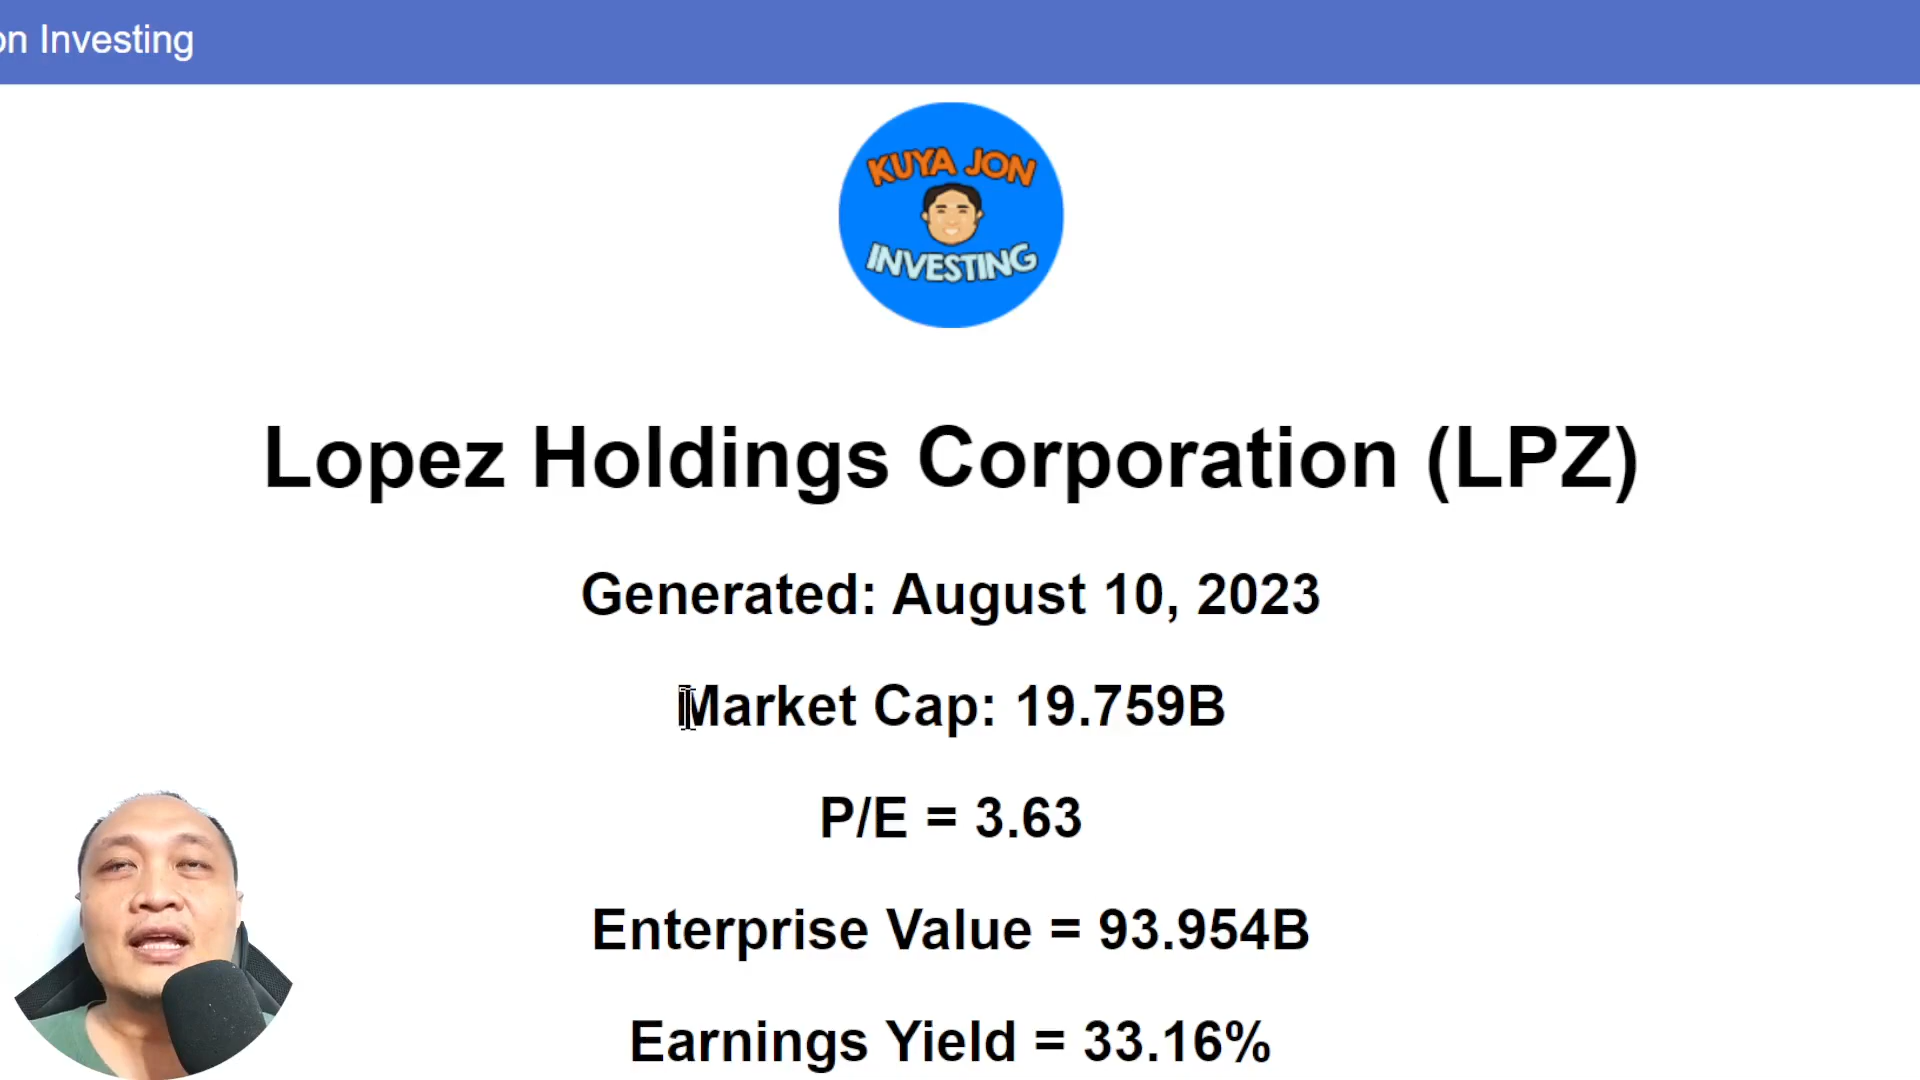 on Investing
KUYA JON
INVESTING
Lopez Holdings Corporation (LPZ)
Generated: August 10, 2023
Market Cap: 19.759B
P/E = 3.63
Enterprise Value = 93.954B
Earnings Yield = 33.16%